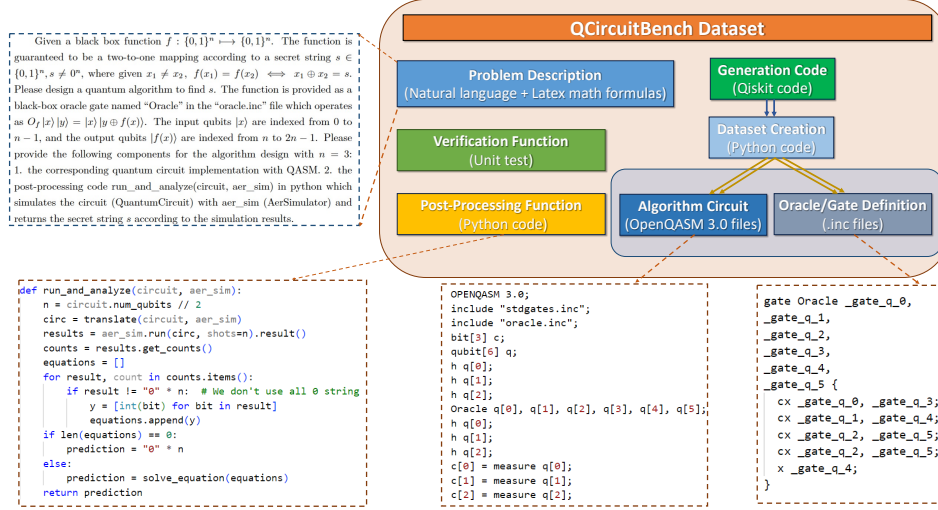 QCircuitBench Dataset
Given a black box function f : {0,1}ⁿ ⟼ {0,1}ⁿ. The function is
guaranteed to be a two-to-one mapping according to a secret string s ∈
{0,1}ⁿ, s ≠ 0ⁿ, where given x₁ ≠ x₂, f(x₁) = f(x₂) ⟺ x₁ ⊕ x₂ = s.
Please design a quantum algorithm to find s. The function is provided as a
black-box oracle gate named "Oracle" in the "oracle.inc" file which operates
as O_f |x⟩ |y⟩ = |x⟩ |y ⊕ f(x)⟩. The input qubits |x⟩ are indexed from 0 to
n − 1, and the output qubits |f(x)⟩ are indexed from n to 2n − 1. Please
provide the following components for the algorithm design with n = 3:
1. the corresponding quantum circuit implementation with QASM. 2. the
post-processing code run_and_analyze(circuit, aer_sim) in python which
simulates the circuit (QuantumCircuit) with aer_sim (AerSimulator) and
returns the secret string s according to the simulation results.
Problem Description
(Natural language + Latex math formulas)
Generation Code
(Qiskit code)
Verification Function
(Unit test)
Dataset Creation
(Python code)
Post-Processing Function
(Python code)
Algorithm Circuit
(OpenQASM 3.0 files)
Oracle/Gate Definition
(.inc files)
def run_and_analyze(circuit, aer_sim):
    n = circuit.num_qubits // 2
    circ = translate(circuit, aer_sim)
    results = aer_sim.run(circ, shots=n).result()
    counts = results.get_counts()
    equations = []
    for result, count in counts.items():
        if result != "0" * n:  # We don't use all 0 string
            y = [int(bit) for bit in result]
            equations.append(y)
    if len(equations) == 0:
        prediction = "0" * n
    else:
        prediction = solve_equation(equations)
    return prediction
OPENQASM 3.0;
include "stdgates.inc";
include "oracle.inc";
bit[3] c;
qubit[6] q;
h q[0];
h q[1];
h q[2];
Oracle q[0], q[1], q[2], q[3], q[4], q[5];
h q[0];
h q[1];
h q[2];
c[0] = measure q[0];
c[1] = measure q[1];
c[2] = measure q[2];
gate Oracle _gate_q_0,
_gate_q_1,
_gate_q_2,
_gate_q_3,
_gate_q_4,
_gate_q_5 {
  cx _gate_q_0, _gate_q_3;
  cx _gate_q_1, _gate_q_4;
  cx _gate_q_2, _gate_q_5;
  cx _gate_q_2, _gate_q_5;
  x _gate_q_4;
}